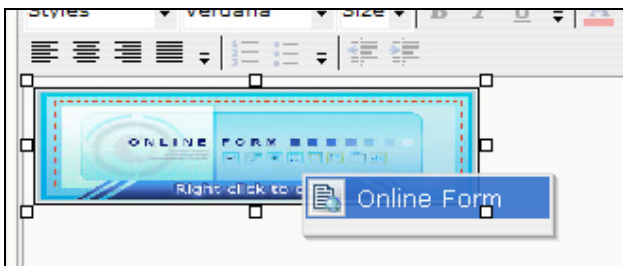 Styles Verdana Size B I U A
ONLINE FORM
Right click to
Online Form